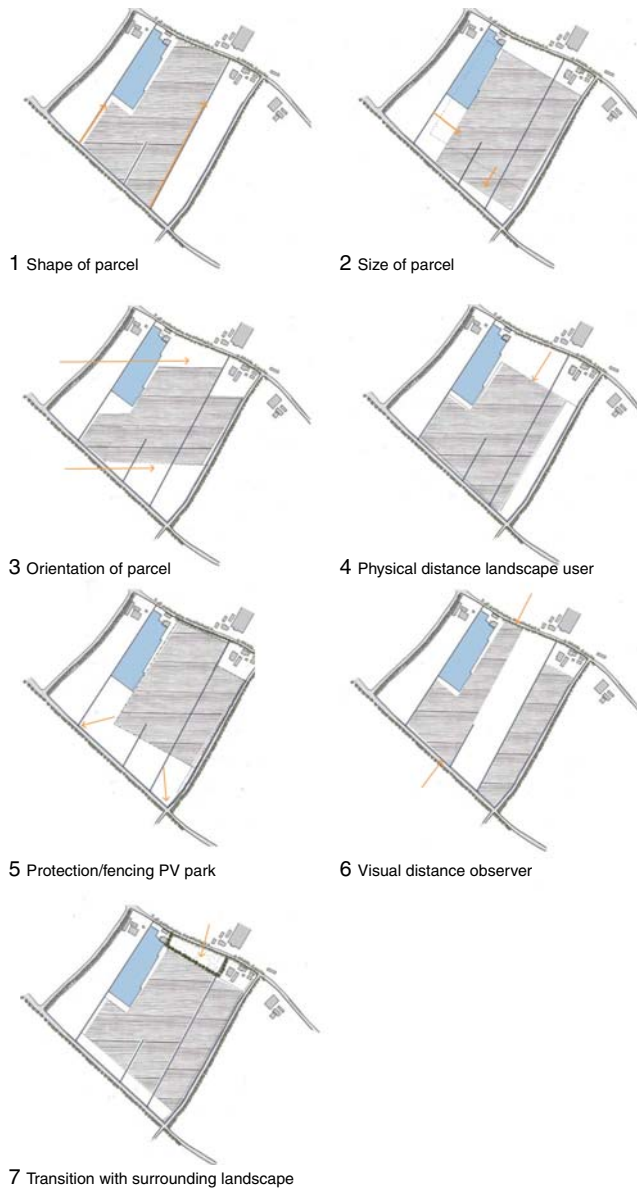 1 Shape of parcel
2 Size of parcel
3 Orientation of parcel
4 Physical distance landscape user
5 Protection/fencing PV park
6 Visual distance observer
7 Transition with surrounding landscape